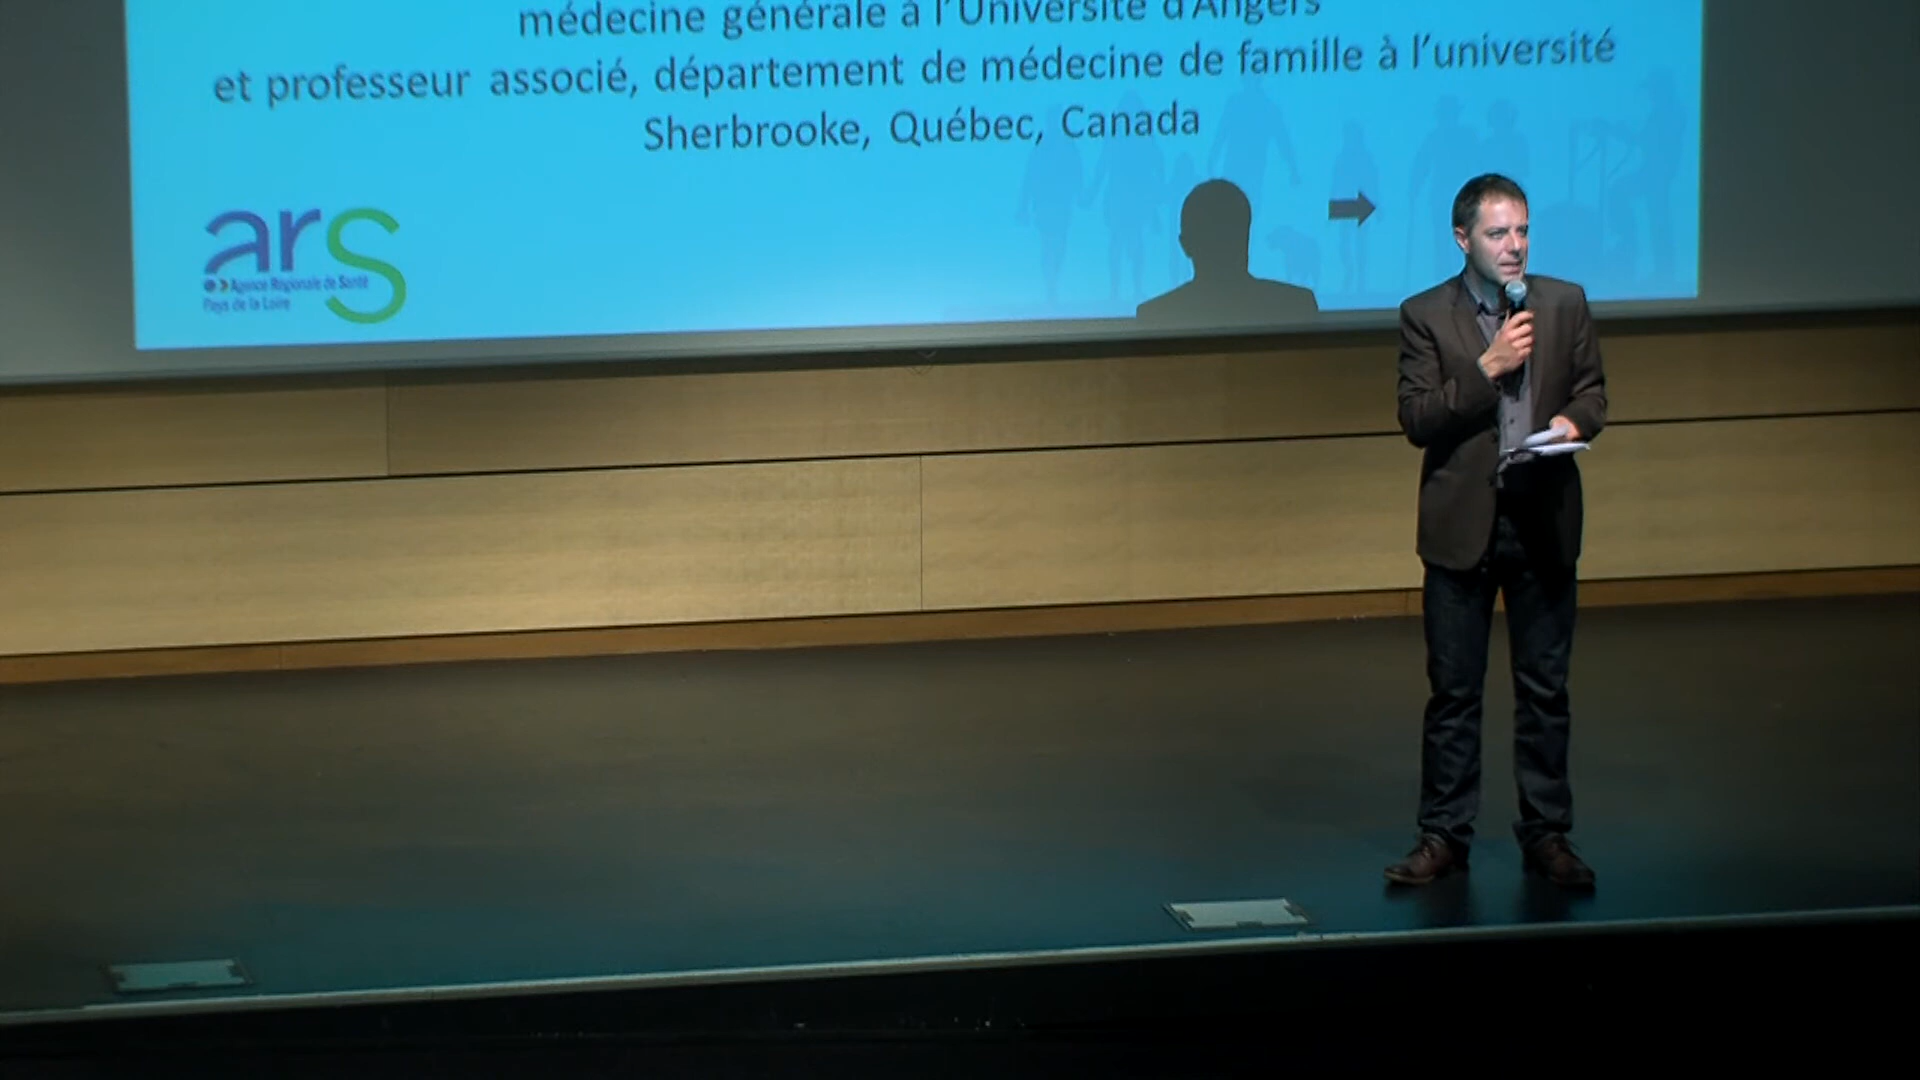 médecine générale à l'Université d'Angers
et professeur associé, département de médecine de famille à l'université
Sherbrooke, Québec, Canada
ars
Agence Régionale de Santé
Pays de la Loire